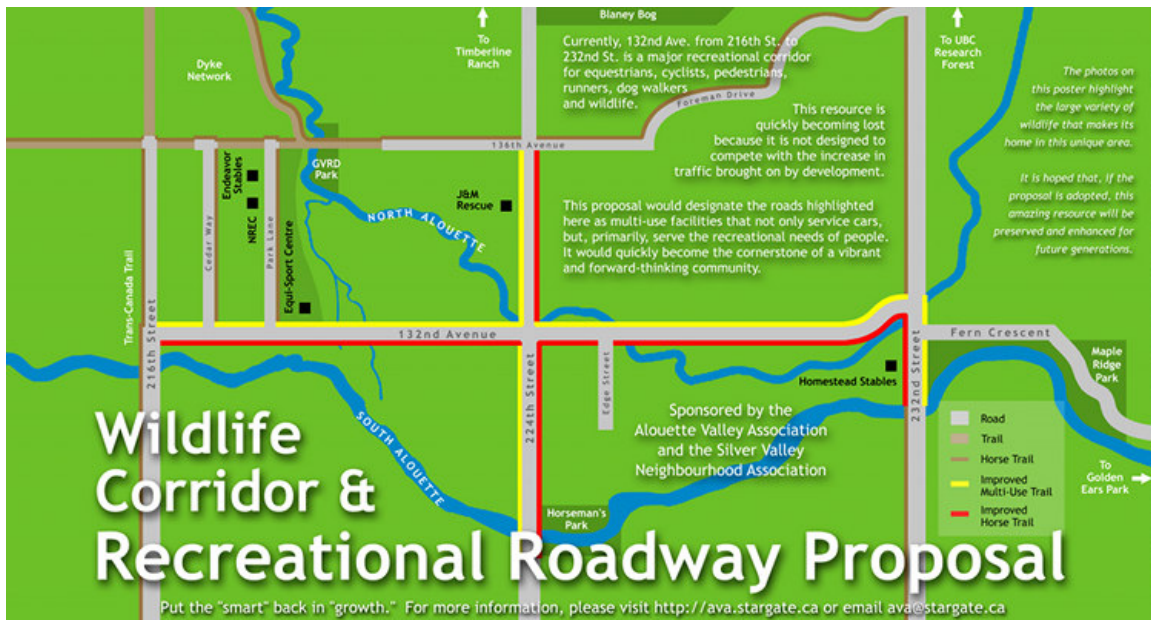 Blaney Bog
To
Timberline
Ranch
To UBC
Research
Forest
Dyke
Network
Currently, 132nd Ave. from 216th St. to
232nd St. is a major recreational corridor
for equestrians, cyclists, pedestrians,
runners, dog walkers
and wildlife.
Foreman Drive
The photos on
this poster highlight
the large variety of
wildlife that makes its
home in this unique area.
This resource is
quickly becoming lost
because it is not designed to
compete with the increase in
traffic brought on by development.
It is hoped that, if the
proposal is adopted, this
amazing resource will be
preserved and enhanced for
future generations.
136th Avenue
GVRD
Park
Endeavor
Stables
NREC
J&M
Rescue
NORTH ALOUETTE
Cedar Way
Park Lane
Equi-Sport Centre
This proposal would designate the roads highlighted
here as multi-use facilities that not only service cars,
but, primarily, serve the recreational needs of people.
It would quickly become the cornerstone of a vibrant
and forward-thinking community.
Trans-Canada Trail
216th Street
132nd Avenue
Fern Crescent
224th Street
Edge Street
232nd Street
Homestead Stables
Maple
Ridge
Park
SOUTH ALOUETTE
Sponsored by the
Alouette Valley Association
and the Silver Valley
Neighbourhood Association
Road
Trail
Horse Trail
Improved
Multi-Use Trail
Improved
Horse Trail
To
Golden
Ears Park
Horseman's
Park
Wildlife
Corridor &
Recreational Roadway Proposal
Put the "smart" back in "growth." For more information, please visit http://ava.stargate.ca or email ava@stargate.ca